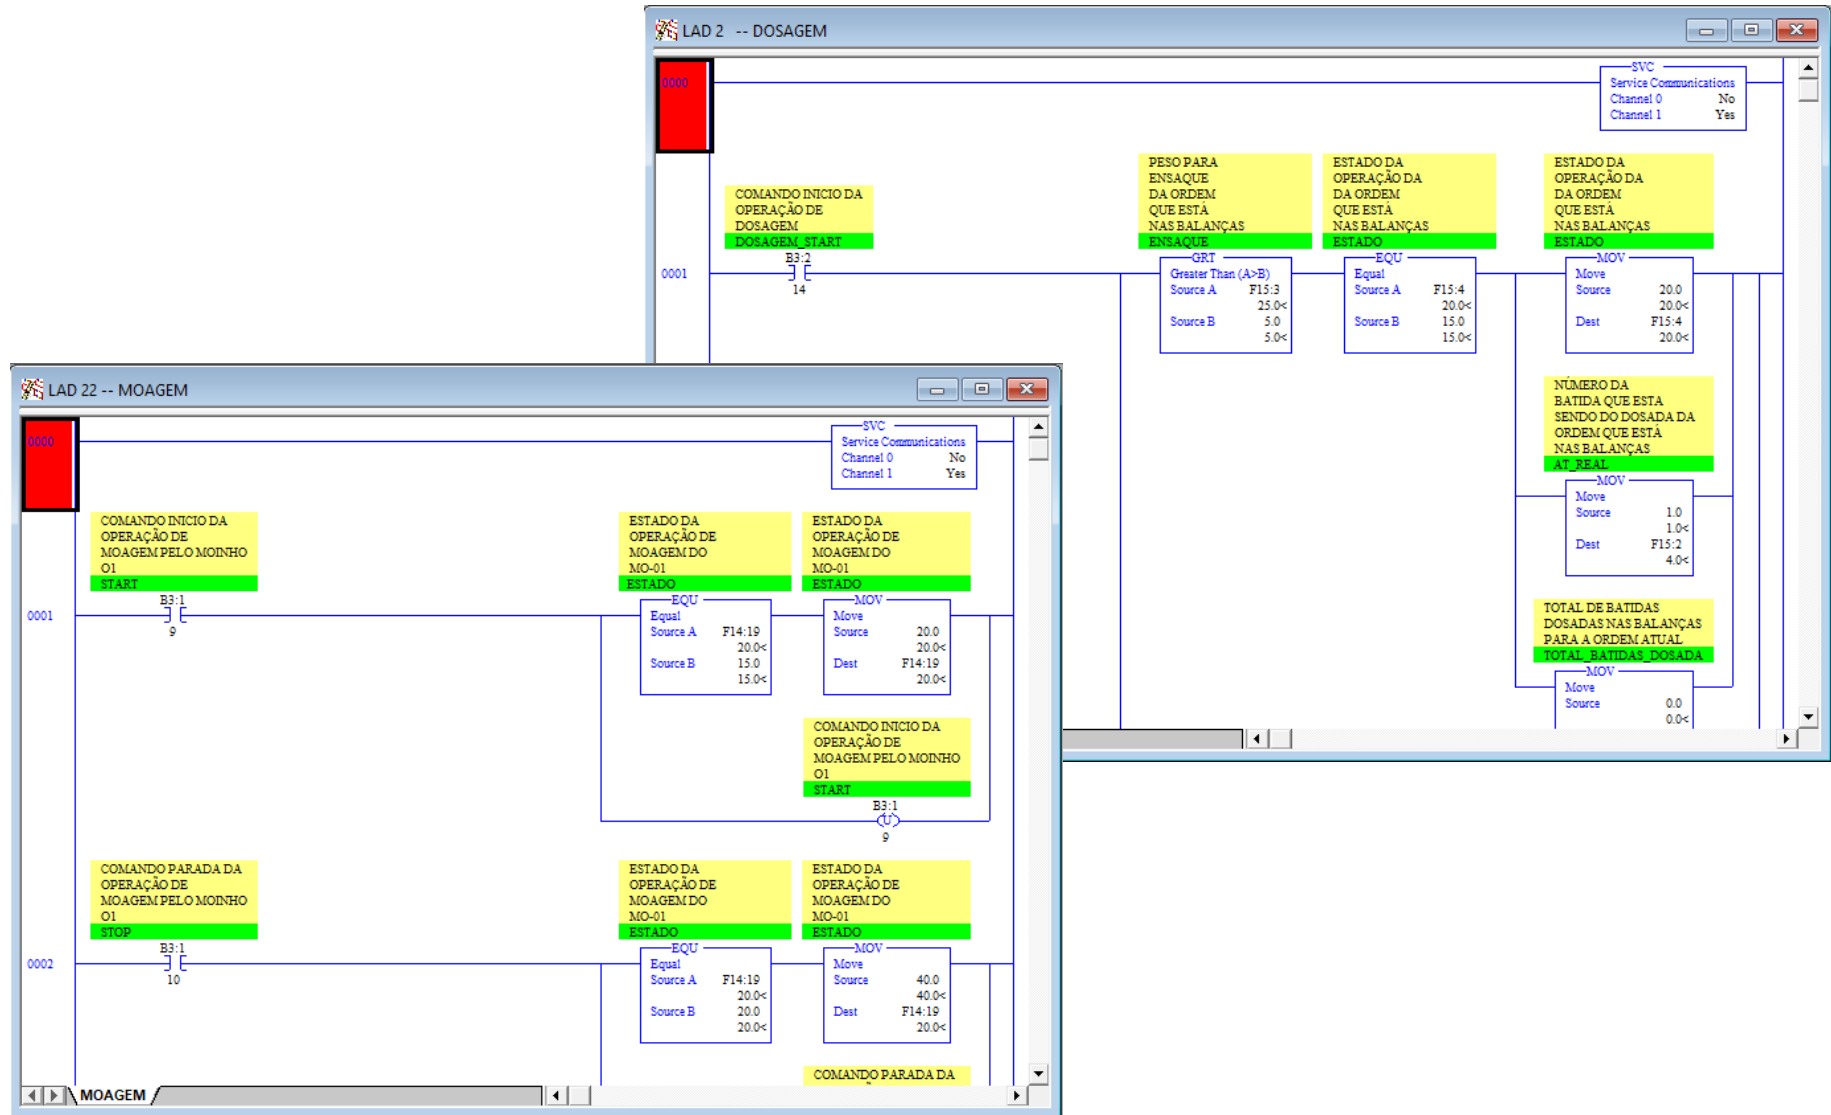 LAD 2 -- DOSAGEM
0000
SVC
Service Communications
Channel 0 No
Channel 1 Yes
COMANDO INICIO DA
OPERAÇÃO DE
DOSAGEM
DOSAGEM_START
B3:2
14
0001
PESO PARA
ENSAQUE
DA ORDEM
QUE ESTÁ
NAS BALANÇAS
ENSAQUE
GRT
Greater Than (A>B)
Source A F15:3
25.0<
Source B 5.0
5.0<
ESTADO DA
OPERAÇÃO DA
DA ORDEM
QUE ESTÁ
NAS BALANÇAS
ESTADO
EQU
Equal
Source A F15:4
20.0<
Source B 15.0
15.0<
ESTADO DA
OPERAÇÃO DA
DA ORDEM
QUE ESTÁ
NAS BALANÇAS
ESTADO
MOV
Move
Source 20.0
20.0<
Dest F15:4
20.0<
NÚMERO DA
BATIDA QUE ESTA
SENDO DO DOSADA DA
ORDEM QUE ESTÁ
NAS BALANÇAS
AT_REAL
MOV
Move
Source 1.0
1.0<
Dest F15:2
4.0<
TOTAL DE BATIDAS
DOSADAS NAS BALANÇAS
PARA A ORDEM ATUAL
TOTAL_BATIDAS_DOSADA
MOV
Move
Source 0.0
0.0<
LAD 22 -- MOAGEM
0000
SVC
Service Communications
Channel 0 No
Channel 1 Yes
COMANDO INICIO DA
OPERAÇÃO DE
MOAGEM PELO MOINHO
O1
START
B3:1
9
0001
ESTADO DA
OPERAÇÃO DE
MOAGEM DO
MO-01
ESTADO
EQU
Equal
Source A F14:19
20.0<
Source B 15.0
15.0<
ESTADO DA
OPERAÇÃO DE
MOAGEM DO
MO-01
ESTADO
MOV
Move
Source 20.0
20.0<
Dest F14:19
20.0<
COMANDO INICIO DA
OPERAÇÃO DE
MOAGEM PELO MOINHO
O1
START
B3:1
U
9
COMANDO PARADA DA
OPERAÇÃO DE
MOAGEM PELO MOINHO
O1
STOP
B3:1
10
0002
ESTADO DA
OPERAÇÃO DE
MOAGEM DO
MO-01
ESTADO
EQU
Equal
Source A F14:19
20.0<
Source B 20.0
20.0<
ESTADO DA
OPERAÇÃO DE
MOAGEM DO
MO-01
ESTADO
MOV
Move
Source 40.0
40.0<
Dest F14:19
20.0<
COMANDO PARADA DA
MOAGEM